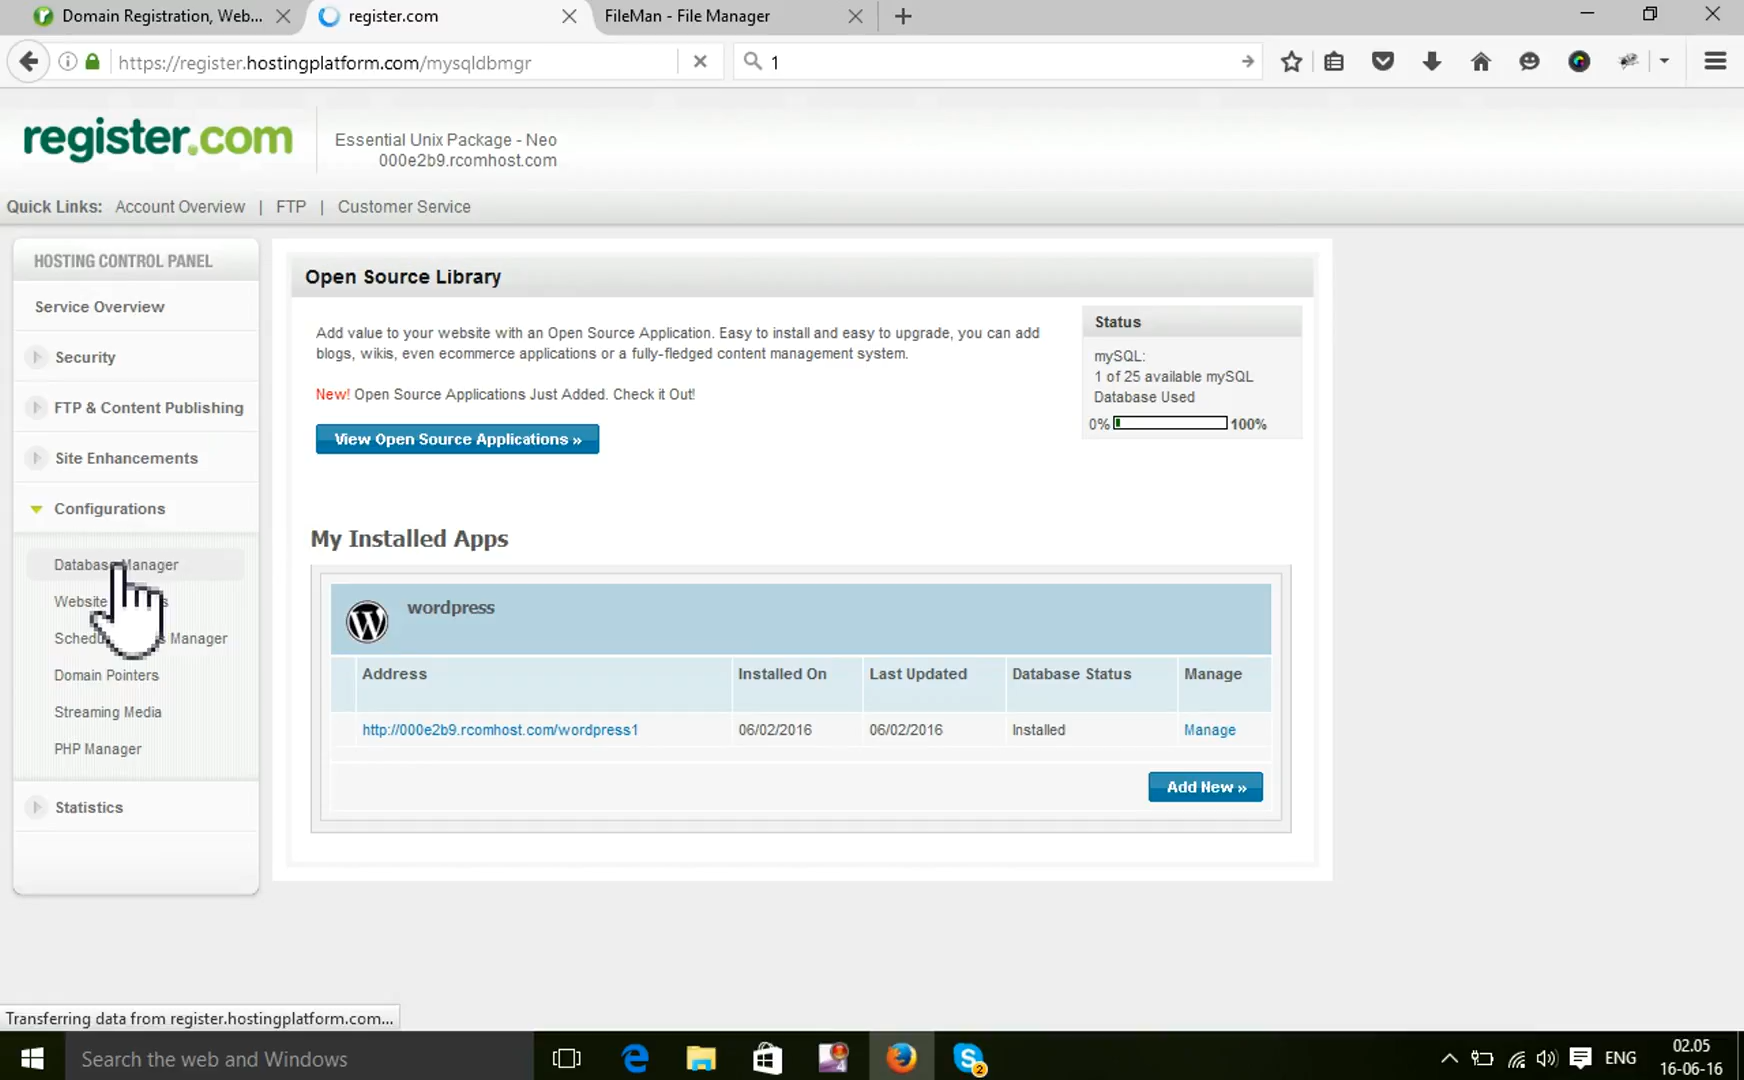 Domain Registration, Web...
register.com
FileMan - File Manager
https://register.hostingplatform.com/mysqldbmgr
1
register.com
Essential Unix Package - Neo
000e2b9.rcomhost.com
Quick Links: Account Overview | FTP | Customer Service
HOSTING CONTROL PANEL
Service Overview
Security
FTP & Content Publishing
Site Enhancements
Configurations
Database Manager
Website
Manager
Domain Pointers
Streaming Media
PHP Manager
Statistics
Open Source Library
Add value to your website with an Open Source Application. Easy to install and easy to upgrade, you can add
blogs, wikis, even ecommerce applications or a fully-fledged content management system.
New! Open Source Applications Just Added. Check it Out!
View Open Source Applications »
Status
mySQL:
1 of 25 available mySQL
Database Used
0% 100%
My Installed Apps
wordpress
Address Installed On Last Updated Database Status Manage
http://000e2b9.rcomhost.com/wordpress1 06/02/2016 06/02/2016 Installed Manage
Add New »
Transferring data from register.hostingplatform.com...
Search the web and Windows
4
2
ENG
02.05
16-06-16